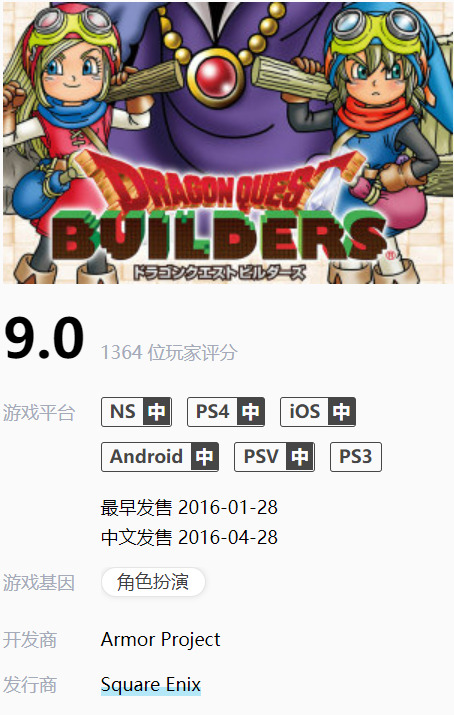 DRAGON QUEST
BUILDERS®
ドラゴンクエストビルダーズ
9.0 1364 位玩家评分
游戏平台 NS 中 PS4 中 iOS 中
Android 中 PSV 中 PS3
最早发售 2016-01-28
中文发售 2016-04-28
游戏基因 角色扮演
开发商 Armor Project
发行商 Square Enix